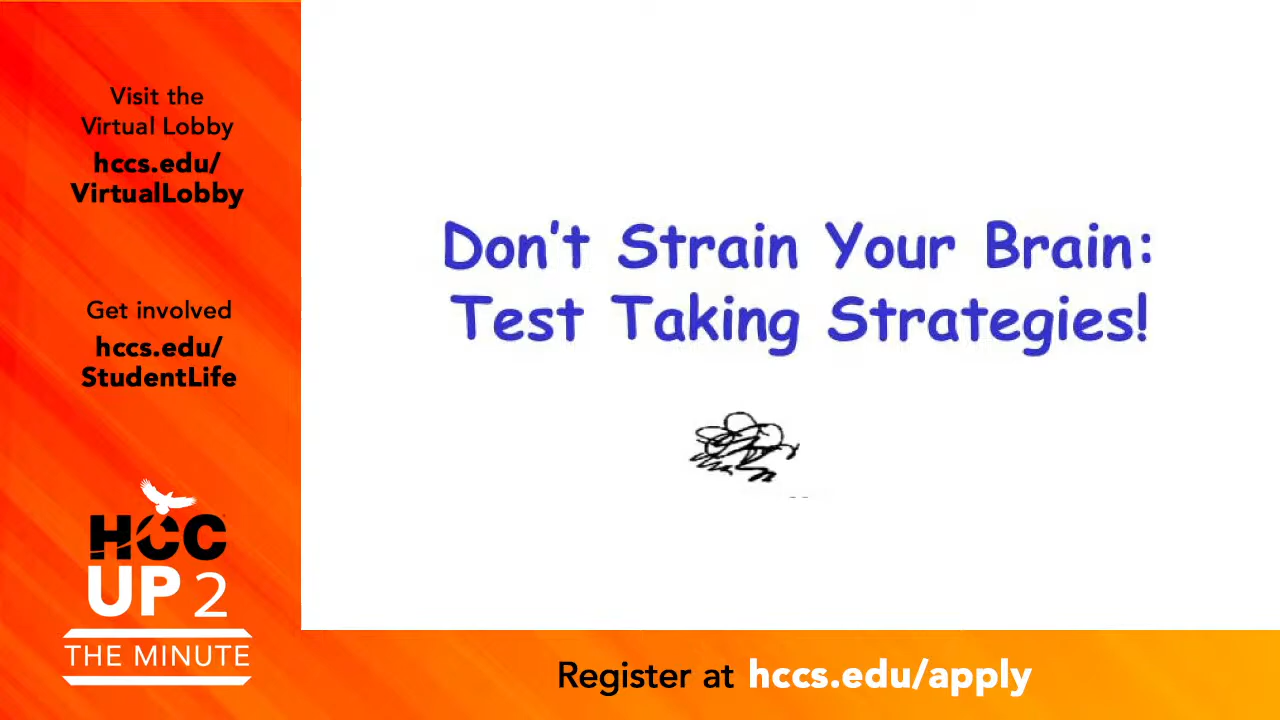 Visit the
Virtual Lobby
hccs.edu/
VirtualLobby
Get involved
hccs.edu/
StudentLife
HCC
UP 2
THE MINUTE
Don't Strain Your Brain:
Test Taking Strategies!
Register at hccs.edu/apply